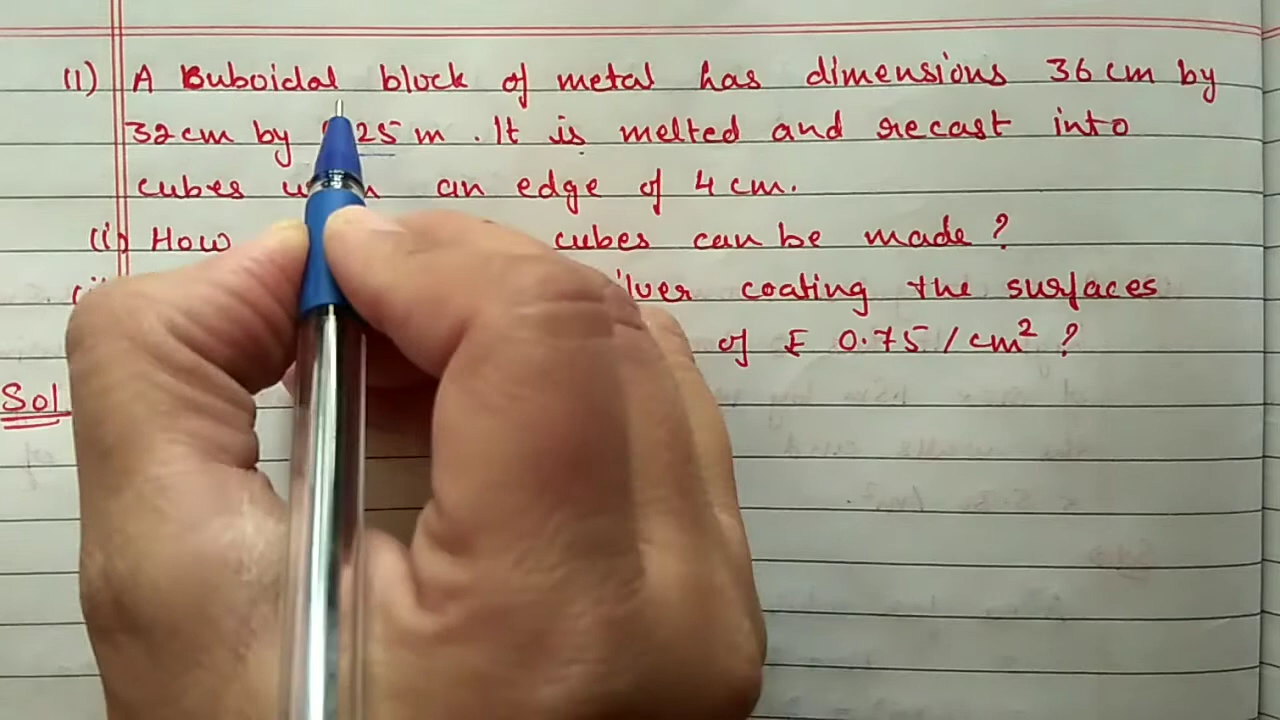 (1) A Cuboidal block of metal has dimensions 36 cm by
32 cm by 25 m. It is melted and recast into
cubes an edge of 4 cm.
(i) How cubes can be made?
coating the surfaces
of ₹ 0.75 / cm² ?
Sol